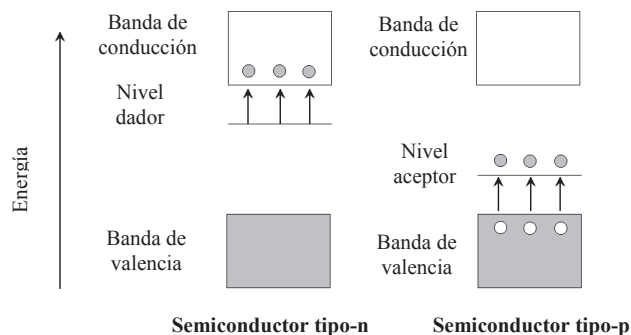 Energía
Banda de
conducción
Nivel
dador
Banda de
valencia
Semiconductor tipo-n
Banda de
conducción
Nivel
aceptor
Banda de
valencia
Semiconductor tipo-p